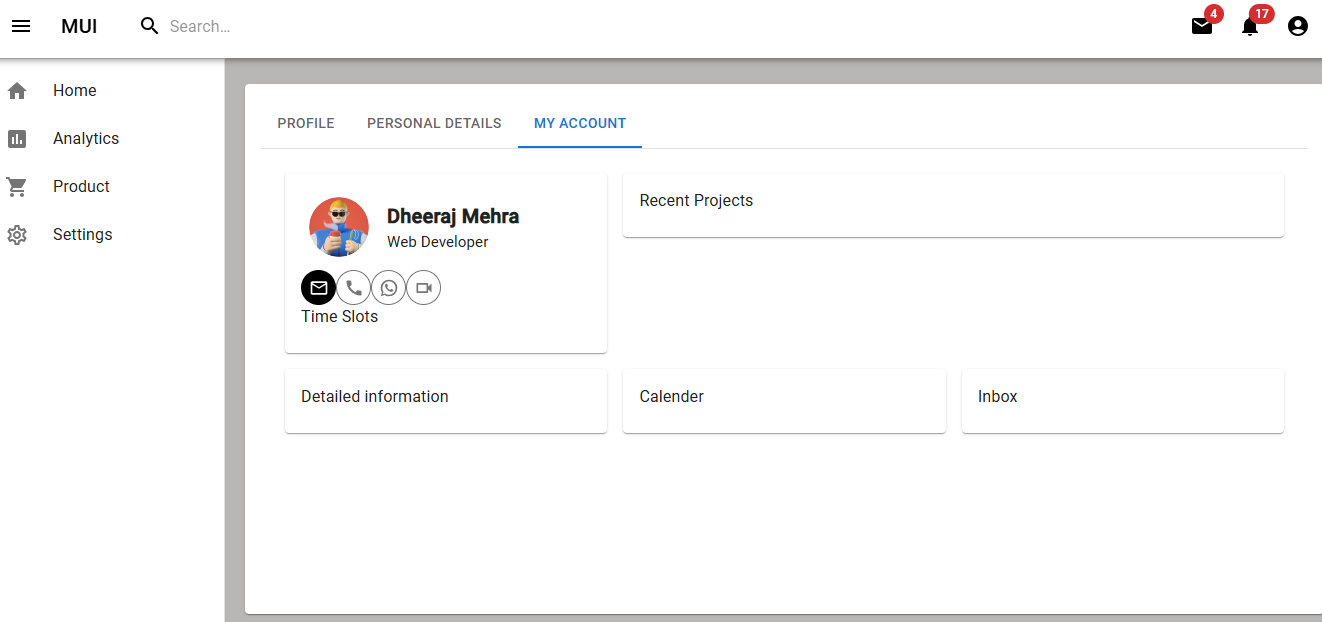 MUI
Search...
4
17
Home
Analytics
Product
Settings
PROFILE PERSONAL DETAILS MY ACCOUNT
Dheeraj Mehra
Web Developer
Time Slots
Recent Projects
Detailed information
Calender
Inbox